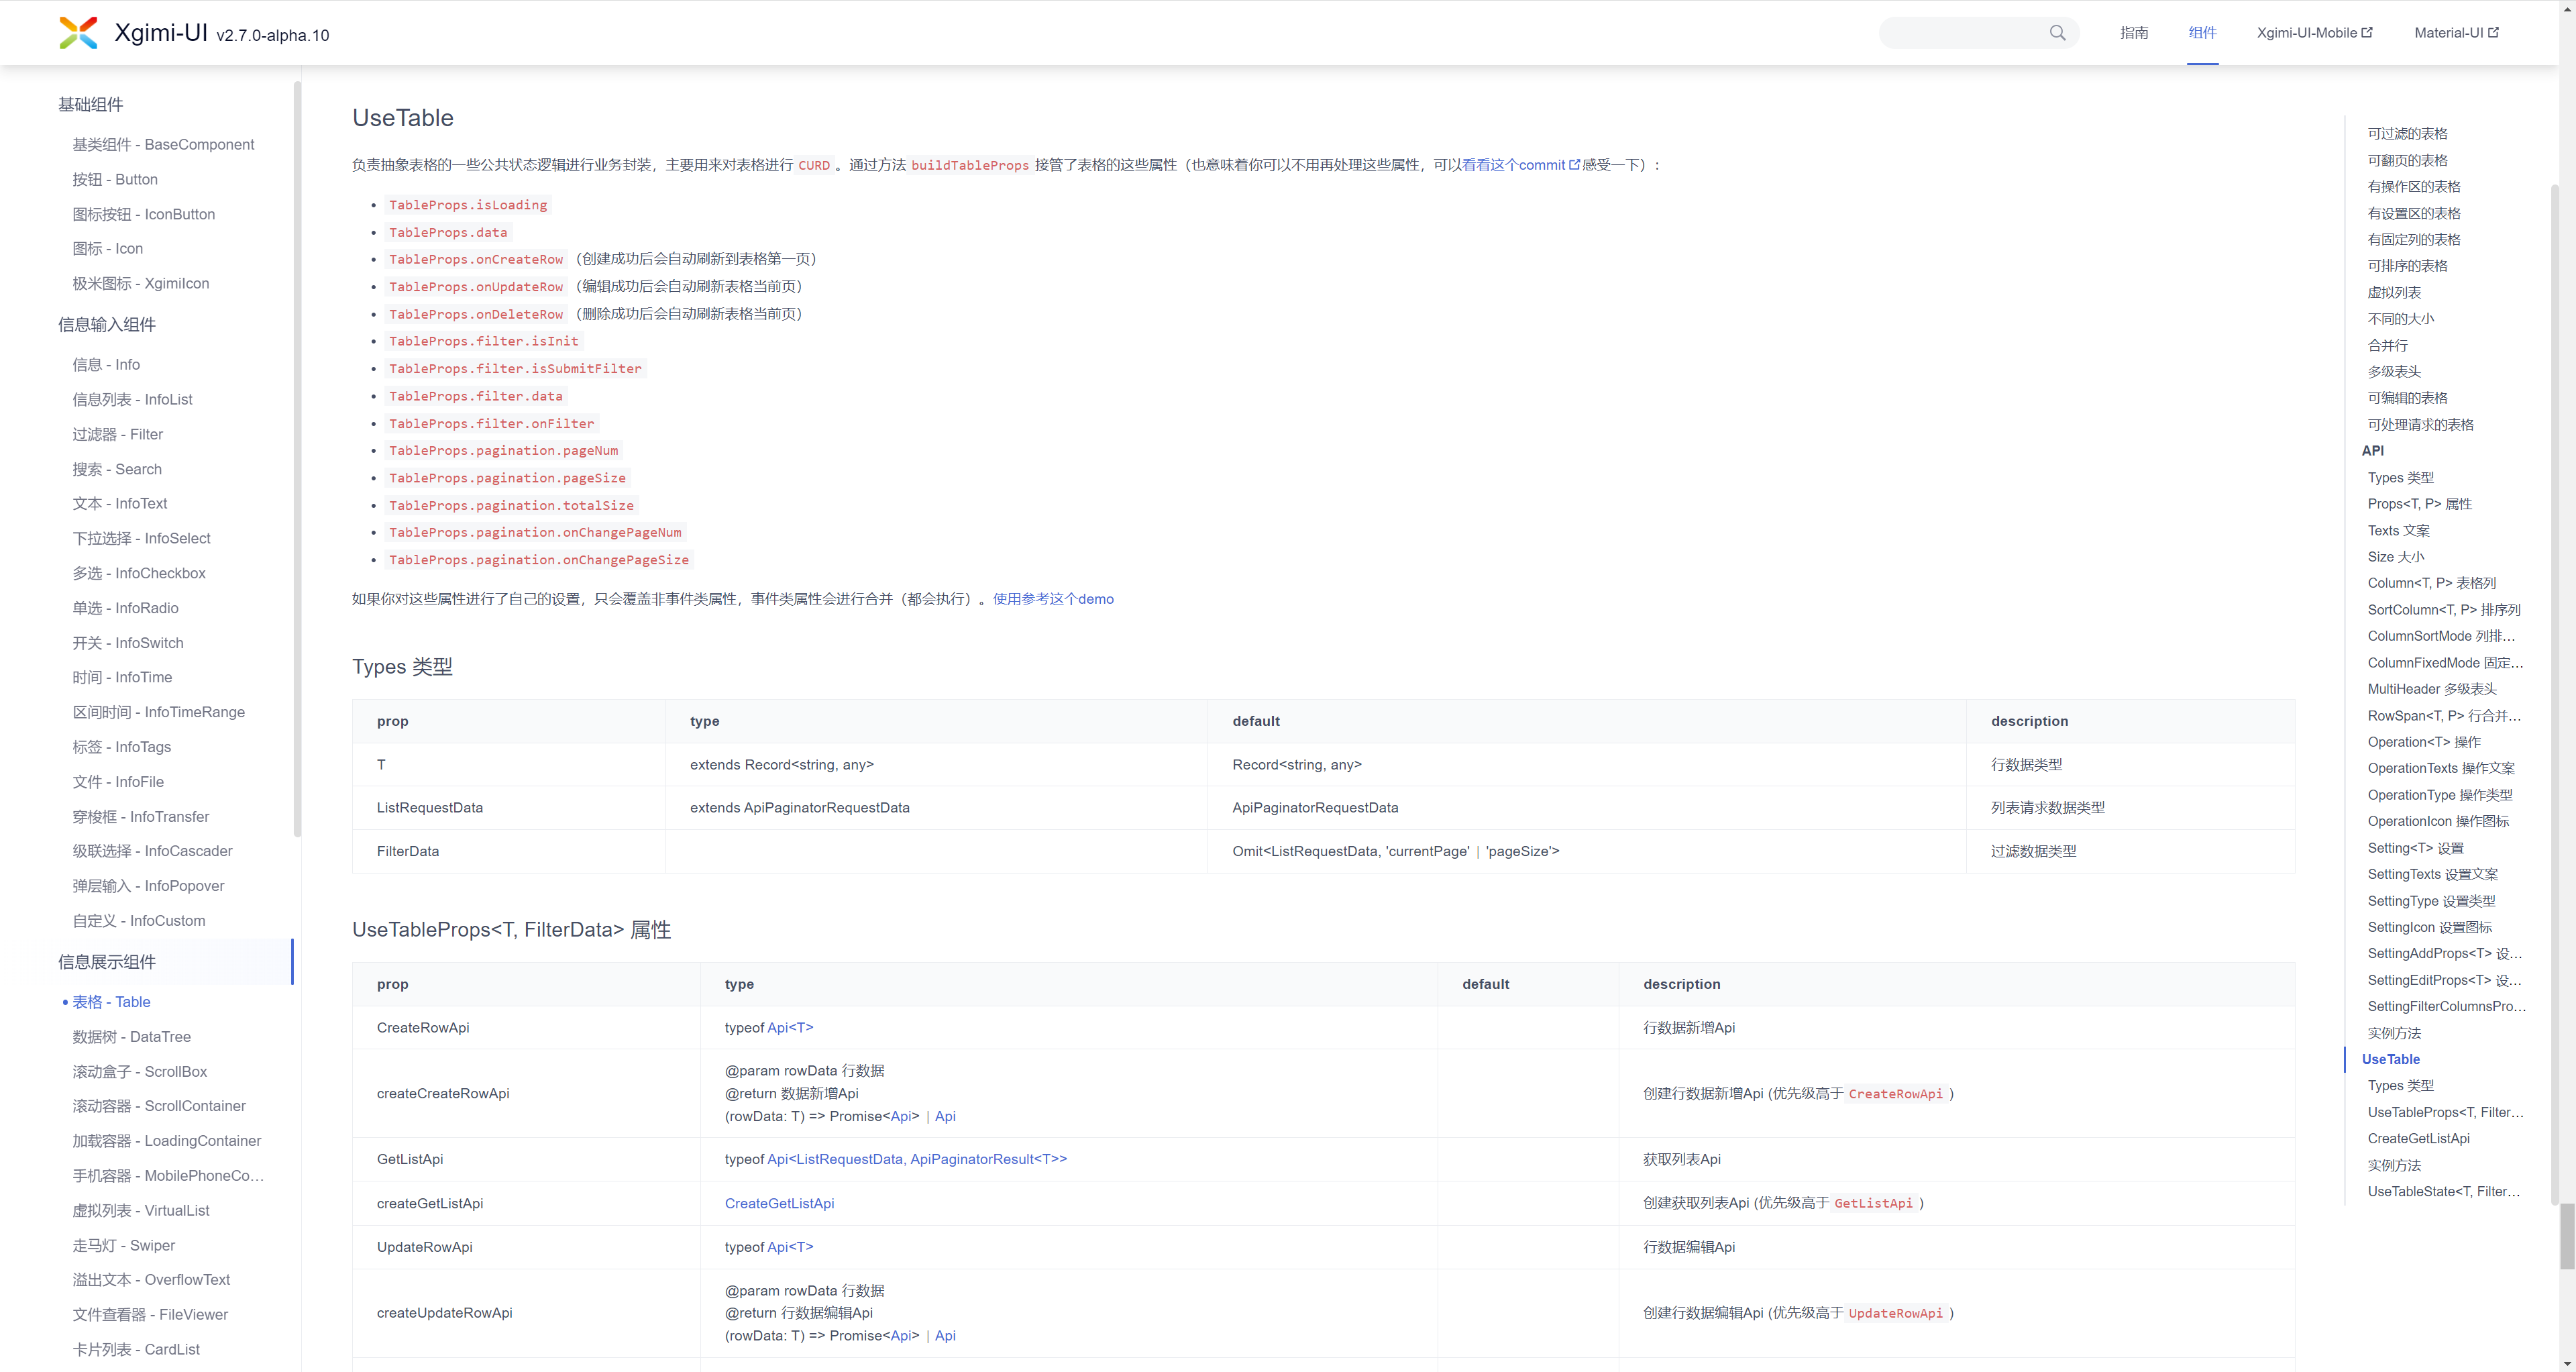 Xgimi-UI v2.7.0-alpha.10
指南
组件
Xgimi-UI-Mobile
Material-UI
基础组件
基类组件 - BaseComponent
按钮 - Button
图标按钮 - IconButton
图标 - Icon
极米图标 - XgimiIcon
信息输入组件
信息 - Info
信息列表 - InfoList
过滤器 - Filter
搜索 - Search
文本 - InfoText
下拉选择 - InfoSelect
多选 - InfoCheckbox
单选 - InfoRadio
开关 - InfoSwitch
时间 - InfoTime
区间时间 - InfoTimeRange
标签 - InfoTags
文件 - InfoFile
穿梭框 - InfoTransfer
级联选择 - InfoCascader
弹层输入 - InfoPopover
自定义 - InfoCustom
信息展示组件
表格 - Table
数据树 - DataTree
滚动盒子 - ScrollBox
滚动容器 - ScrollContainer
加载容器 - LoadingContainer
手机容器 - MobilePhoneCo…
虚拟列表 - VirtualList
走马灯 - Swiper
溢出文本 - OverflowText
文件查看器 - FileViewer
卡片列表 - CardList
UseTable
负责抽象表格的一些公共状态逻辑进行业务封装，主要用来对表格进行 CURD 。通过方法 buildTableProps 接管了表格的这些属性（也意味着你可以不用再处理这些属性，可以看看这个commit感受一下）：
• TableProps.isLoading
• TableProps.data
• TableProps.onCreateRow （创建成功后会自动刷新到表格第一页）
• TableProps.onUpdateRow （编辑成功后会自动刷新表格当前页）
• TableProps.onDeleteRow （删除成功后会自动刷新表格当前页）
• TableProps.filter.isInit
• TableProps.filter.isSubmitFilter
• TableProps.filter.data
• TableProps.filter.onFilter
• TableProps.pagination.pageNum
• TableProps.pagination.pageSize
• TableProps.pagination.totalSize
• TableProps.pagination.onChangePageNum
• TableProps.pagination.onChangePageSize
如果你对这些属性进行了自己的设置，只会覆盖非事件类属性，事件类属性会进行合并（都会执行）。使用参考这个demo
Types 类型
prop type default description
T extends Record<string, any> Record<string, any> 行数据类型
ListRequestData extends ApiPaginatorRequestData ApiPaginatorRequestData 列表请求数据类型
FilterData Omit<ListRequestData, 'currentPage' | 'pageSize'> 过滤数据类型
UseTableProps<T, FilterData> 属性
prop type default description
CreateRowApi typeof Api<T> 行数据新增Api
createCreateRowApi
@param rowData 行数据
@return 数据新增Api
(rowData: T) => Promise<Api> | Api
创建行数据新增Api (优先级高于 CreateRowApi )
GetListApi typeof Api<ListRequestData, ApiPaginatorResult<T>> 获取列表Api
createGetListApi CreateGetListApi 创建获取列表Api (优先级高于 GetListApi )
UpdateRowApi typeof Api<T> 行数据编辑Api
createUpdateRowApi
@param rowData 行数据
@return 行数据编辑Api
(rowData: T) => Promise<Api> | Api
创建行数据编辑Api (优先级高于 UpdateRowApi )
可过滤的表格
可翻页的表格
有操作区的表格
有设置区的表格
有固定列的表格
可排序的表格
虚拟列表
不同的大小
合并行
多级表头
可编辑的表格
可处理请求的表格
API
Types 类型
Props<T, P> 属性
Texts 文案
Size 大小
Column<T, P> 表格列
SortColumn<T, P> 排序列
ColumnSortMode 列排…
ColumnFixedMode 固定…
MultiHeader 多级表头
RowSpan<T, P> 行合并…
Operation<T> 操作
OperationTexts 操作文案
OperationType 操作类型
OperationIcon 操作图标
Setting<T> 设置
SettingTexts 设置文案
SettingType 设置类型
SettingIcon 设置图标
SettingAddProps<T> 设…
SettingEditProps<T> 设…
SettingFilterColumnsPro…
实例方法
UseTable
Types 类型
UseTableProps<T, Filter…
CreateGetListApi
实例方法
UseTableState<T, Filter…